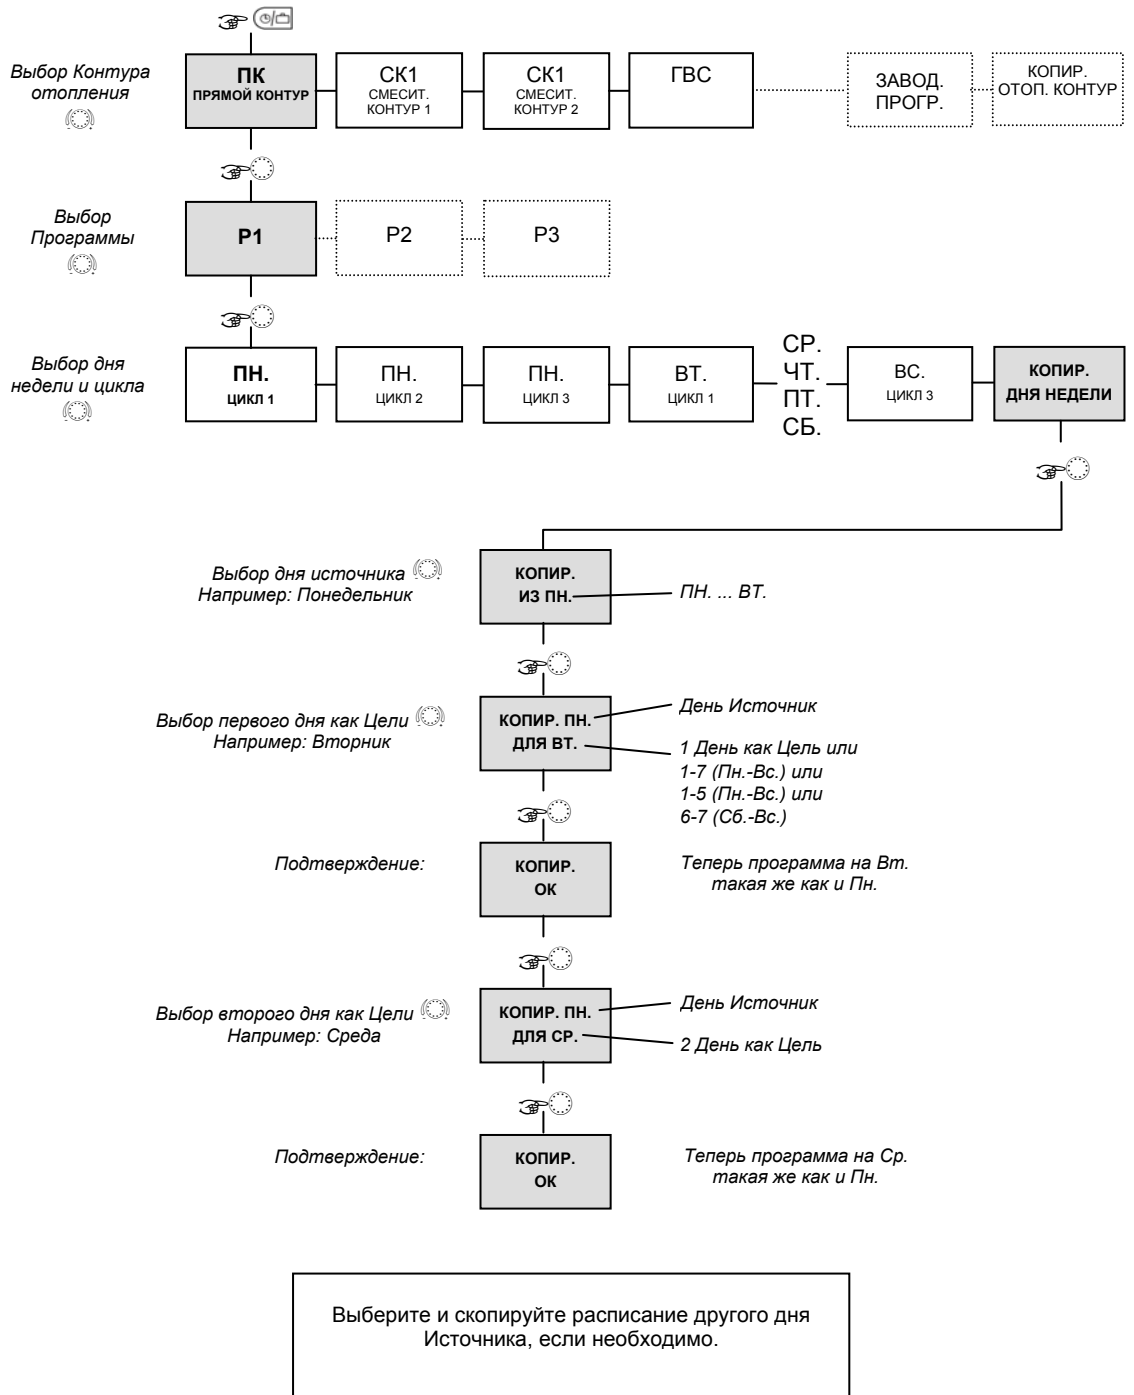 Выбор Контура
отопления
ПК
ПРЯМОЙ КОНТУР
СК1
СМЕСИТ.
КОНТУР 1
СК1
СМЕСИТ.
КОНТУР 2
ГВС
ЗАВОД.
ПРОГР.
КОПИР.
ОТОП. КОНТУР
Выбор
Программы
P1
P2
P3
Выбор дня
недели и цикла
ПН.
ЦИКЛ 1
ПН.
ЦИКЛ 2
ПН.
ЦИКЛ 3
ВТ.
ЦИКЛ 1
СР.
ЧТ.
ПТ.
СБ.
ВС.
ЦИКЛ 3
КОПИР.
ДНЯ НЕДЕЛИ
Выбор дня источника
Например: Понедельник
КОПИР.
ИЗ ПН.
ПН. ... ВТ.
Выбор первого дня как Цели
Например: Вторник
КОПИР. ПН.
ДЛЯ ВТ.
День Источник
1 День как Цель или
1-7 (Пн.-Вс.) или
1-5 (Пн.-Вс.) или
6-7 (Сб.-Вс.)
Подтверждение:
КОПИР.
ОК
Теперь программа на Вт.
такая же как и Пн.
Выбор второго дня как Цели
Например: Среда
КОПИР. ПН.
ДЛЯ СР.
День Источник
2 День как Цель
Подтверждение:
КОПИР.
ОК
Теперь программа на Ср.
такая же как и Пн.
Выберите и скопируйте расписание другого дня
Источника, если необходимо.